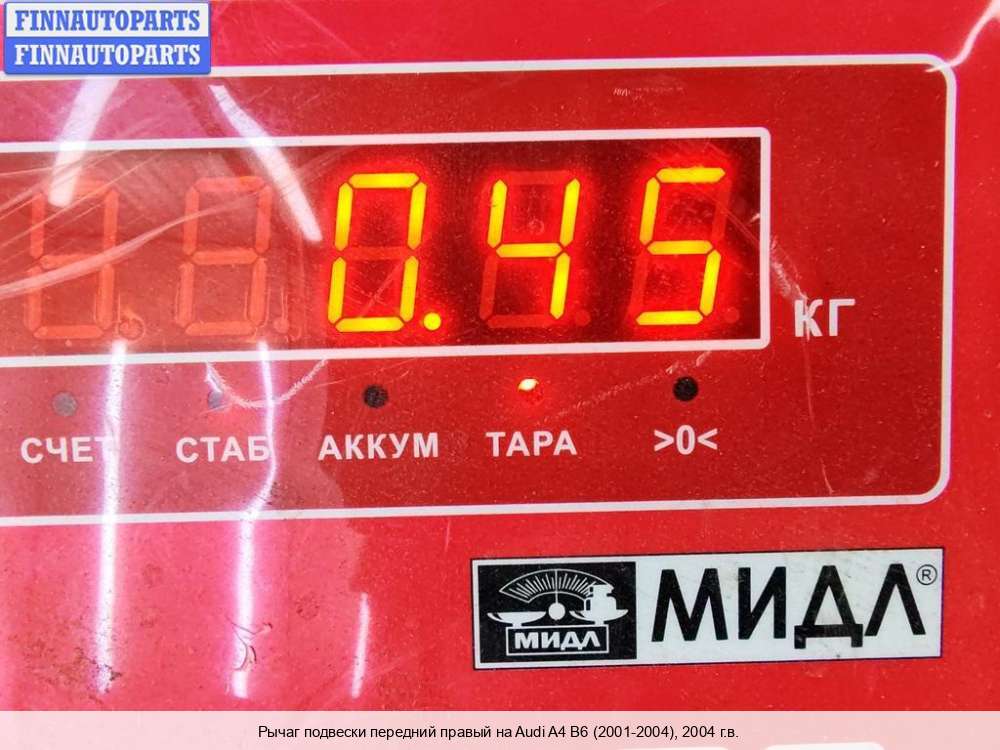 FINNAUTOPARTS
FINNAUTOPARTS
0.45
КГ
СЧЕТ СТАБ АККУМ ТАРА >0<
МИДЛ МИДЛ®
Рычаг подвески передний правый на Audi A4 B6 (2001-2004), 2004 г.в.